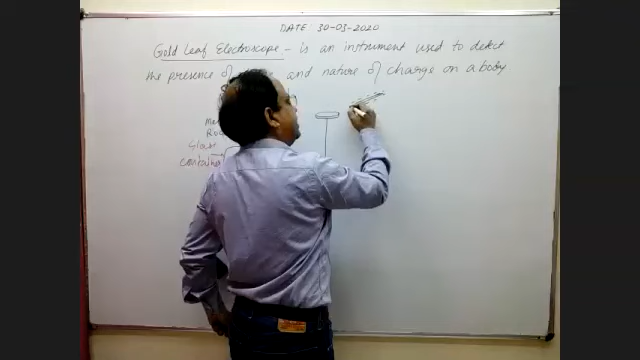 DATE 30-03-2020
Gold Leaf Electroscope - is an instrument used to detect
the presence of and nature of charge on a body
Glass